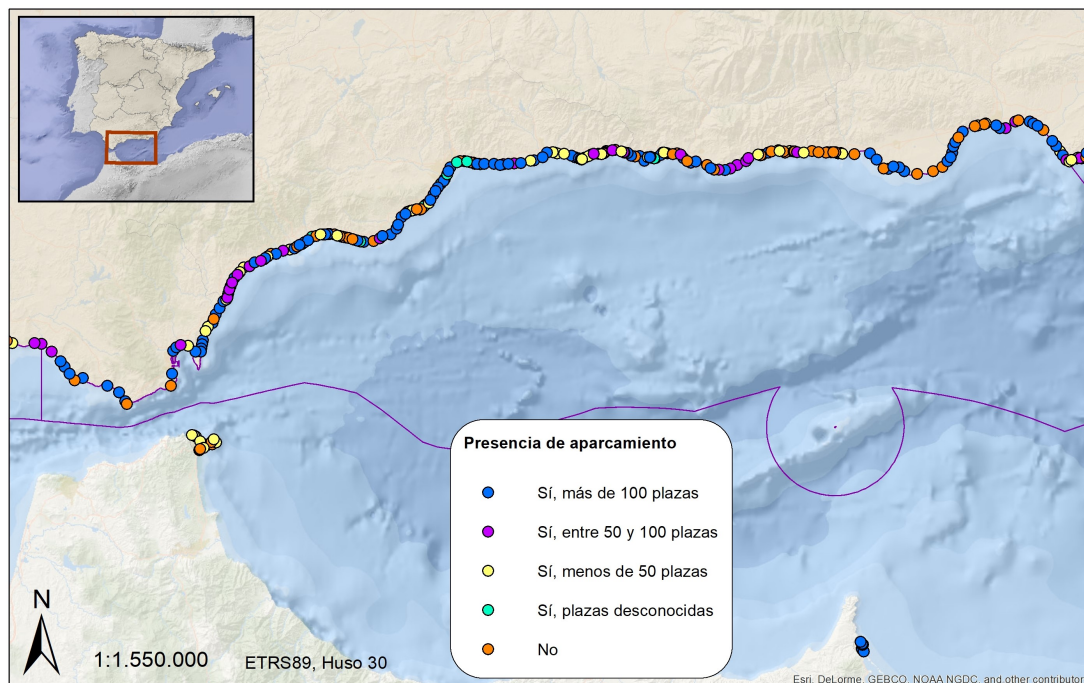 Presencia de aparcamiento
Sí, más de 100 plazas
Sí, entre 50 y 100 plazas
Sí, menos de 50 plazas
Sí, plazas desconocidas
No
N
1:1.550.000
ETRS89, Huso 30
Esri, DeLorme, GEBCO, NOAA NGDC, and other contributor